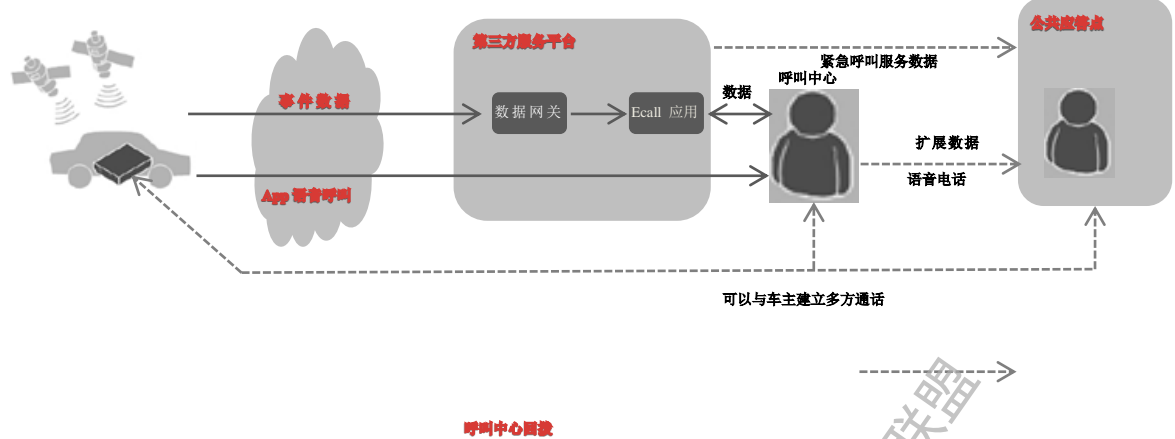 第三方服务平台
公共应答点
紧急呼叫服务数据
呼叫中心
事件数据
数据网关
Ecall 应用
数据
扩展数据
语音电话
App 语音呼叫
可以与车主建立多方通话
联盟
呼叫中心回拨